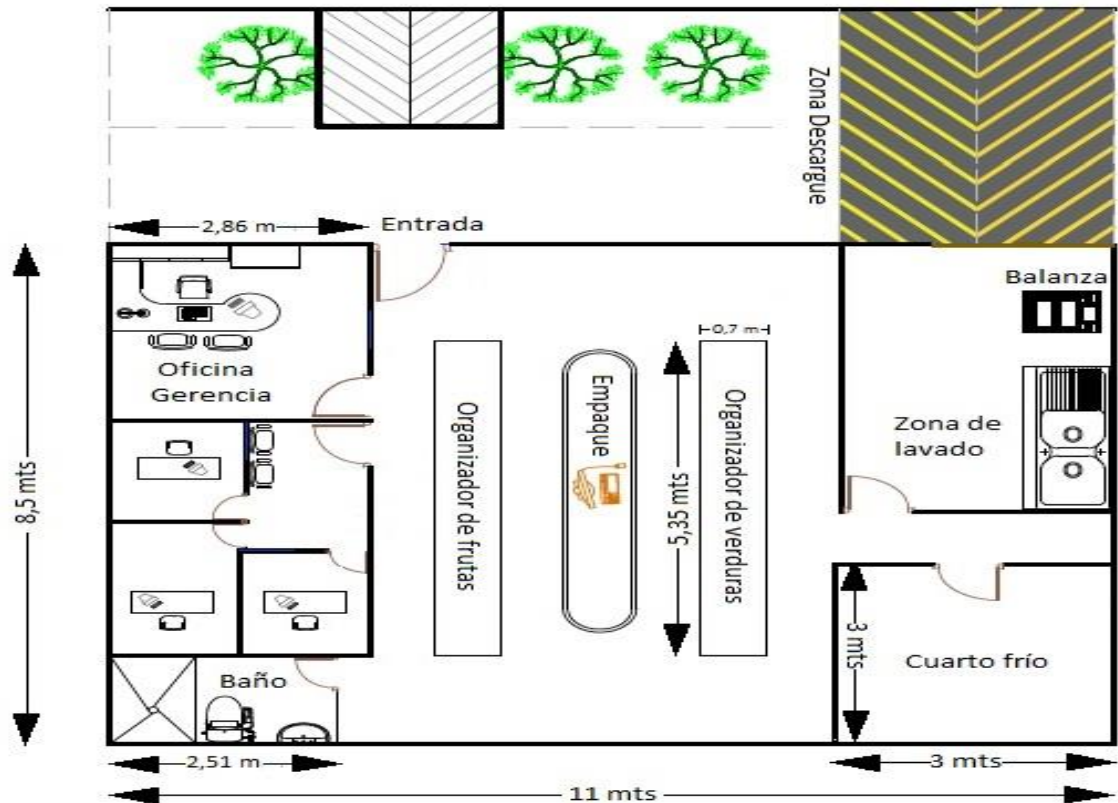 Zona Descargue
2,86 m
Entrada
Balanza
0,7 m
Oficina
Gerencia
Empaque
Organizador de frutas
Organizador de verduras
Zona de
lavado
8,5 mts
5,35 mts
3 mts
Cuarto frío
Baño
2,51 m
3 mts
11 mts